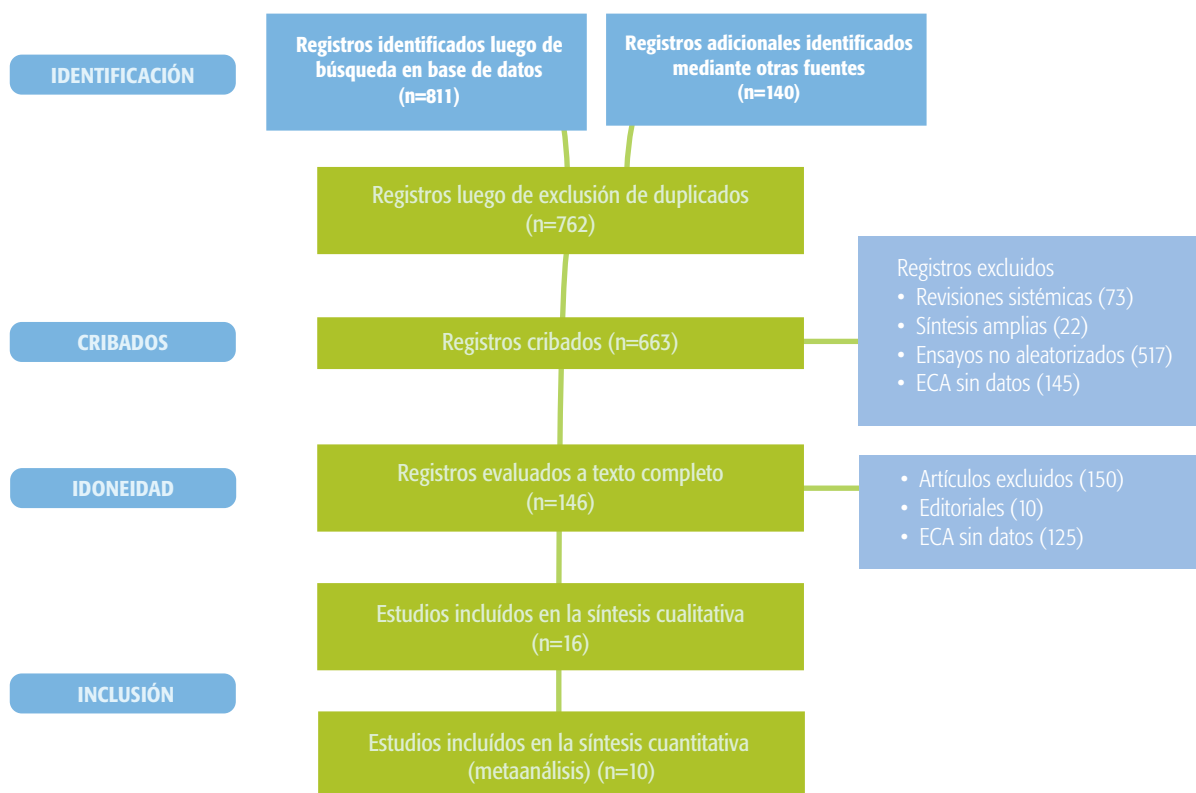 IDENTIFICACIÓN
Registros identificados luego de
búsqueda en base de datos
(n=811)
Registros adicionales identificados
mediante otras fuentes
(n=140)
Registros luego de exclusión de duplicados
(n=762)
CRIBADOS
Registros cribados (n=663)
Registros excluidos
• Revisiones sistémicas (73)
• Síntesis amplias (22)
• Ensayos no aleatorizados (517)
• ECA sin datos (145)
IDONEIDAD
Registros evaluados a texto completo
(n=146)
• Artículos excluidos (150)
• Editoriales (10)
• ECA sin datos (125)
Estudios incluídos en la síntesis cualitativa
(n=16)
INCLUSIÓN
Estudios incluídos en la síntesis cuantitativa
(metaanálisis) (n=10)